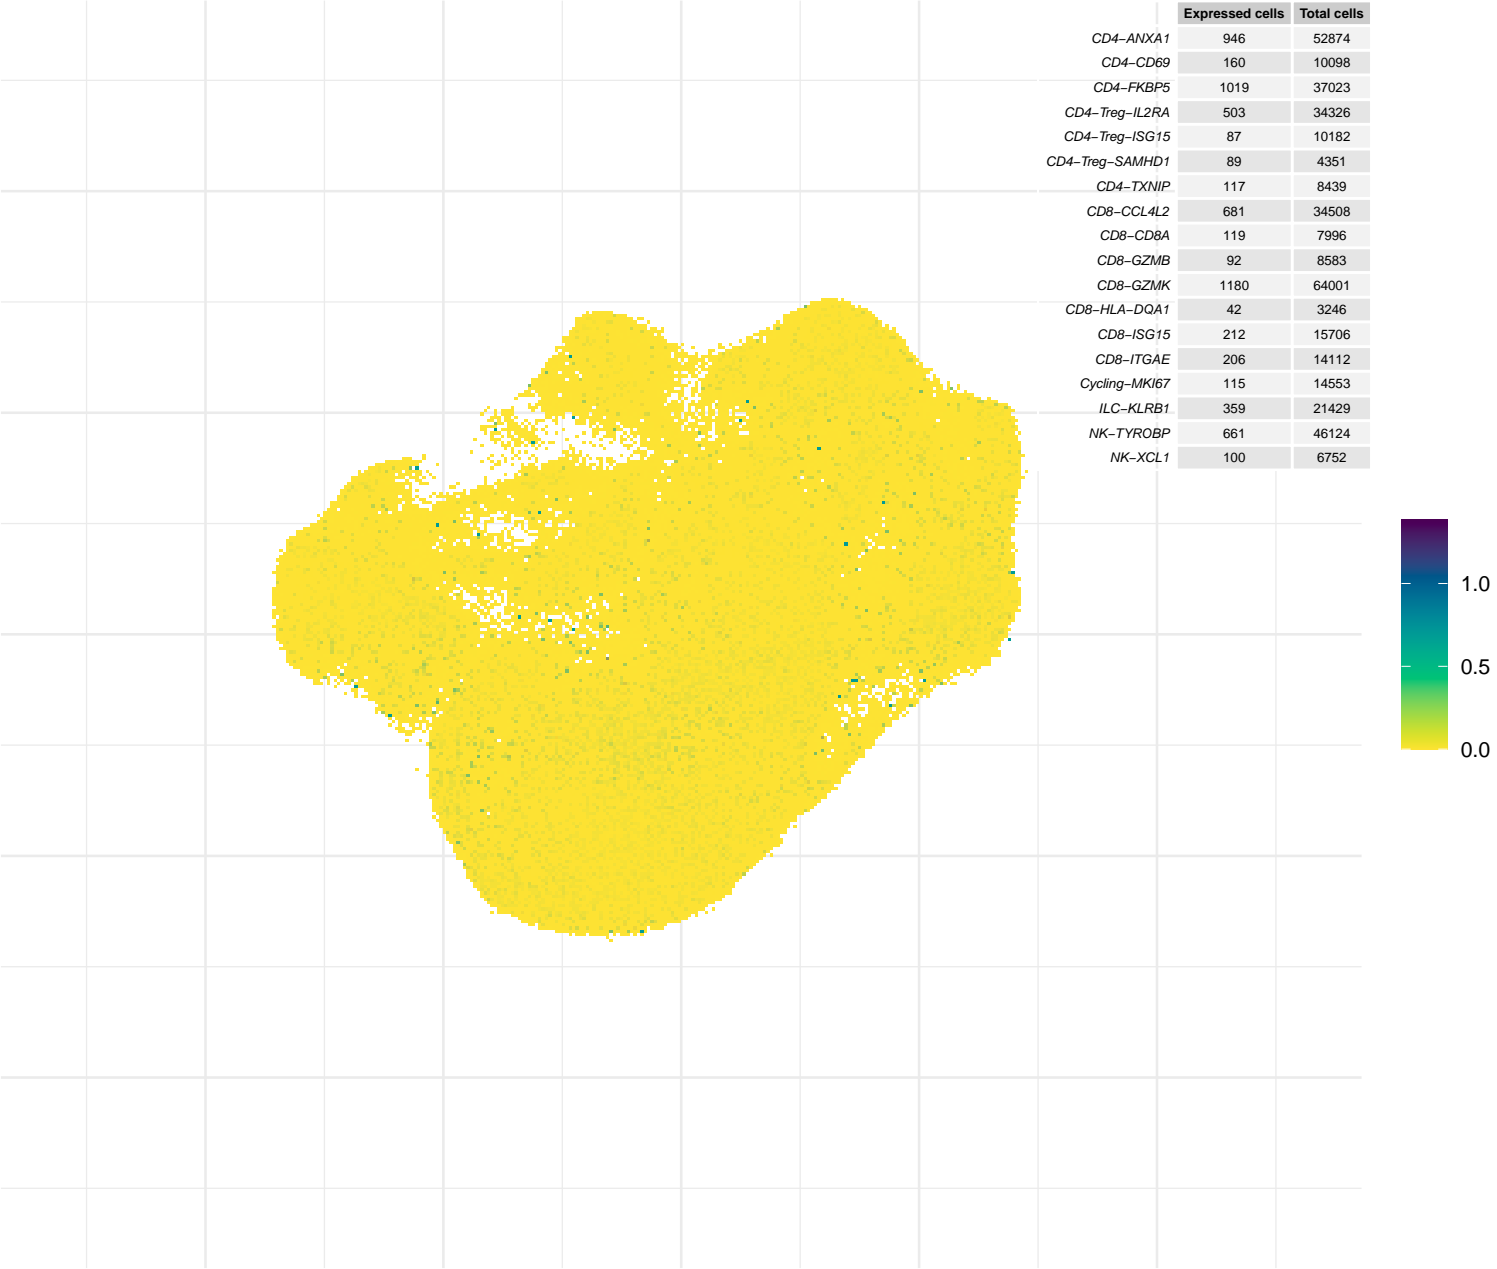 Expressed cells Total cells
CD4−ANXA1 946 52874
CD4−CD69 160 10098
CD4−FKBP5 1019 37023
CD4−Treg−IL2RA 503 34326
CD4−Treg−ISG15 87 10182
CD4−Treg−SAMHD1 89 4351
CD4−TXNIP 117 8439
CD8−CCL4L2 681 34508
CD8−CD8A 119 7996
CD8−GZMB 92 8583
CD8−GZMK 1180 64001
CD8−HLA−DQA1 42 3246
CD8−ISG15 212 15706
CD8−ITGAE 206 14112
Cycling−MKI67 115 14553
ILC−KLRB1 359 21429
NK−TYROBP 661 46124
NK−XCL1 100 6752
1.0
0.5
0.0